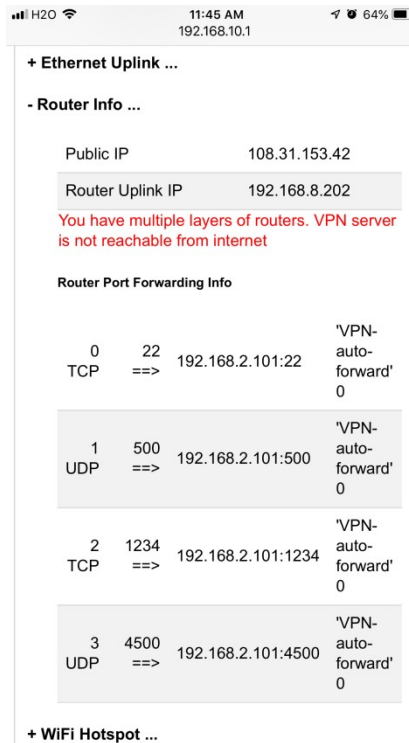 H2O 11:45 AM 64%
192.168.10.1
+ Ethernet Uplink ...
- Router Info ...
Public IP 108.31.153.42
Router Uplink IP 192.168.8.202
You have multiple layers of routers. VPN server
is not reachable from internet
Router Port Forwarding Info
0 TCP 22 ==> 192.168.2.101:22 'VPN-auto-forward' 0
1 UDP 500 ==> 192.168.2.101:500 'VPN-auto-forward' 0
2 TCP 1234 ==> 192.168.2.101:1234 'VPN-auto-forward' 0
3 UDP 4500 ==> 192.168.2.101:4500 'VPN-auto-forward' 0
+ WiFi Hotspot ...